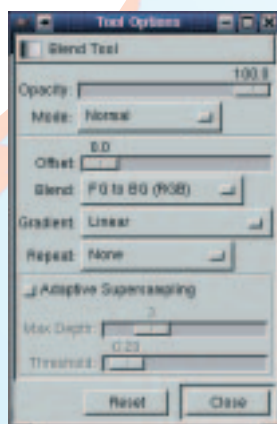 Tool Options
Blend Tool
100.0
Opacity:
Mode: Normal
0.0
Offset:
Blend: FG to BG (RGB)
Gradient: Linear
Repeat: None
Adaptive Supersampling
3
Max Depth:
0.20
Threshold:
Reset Close